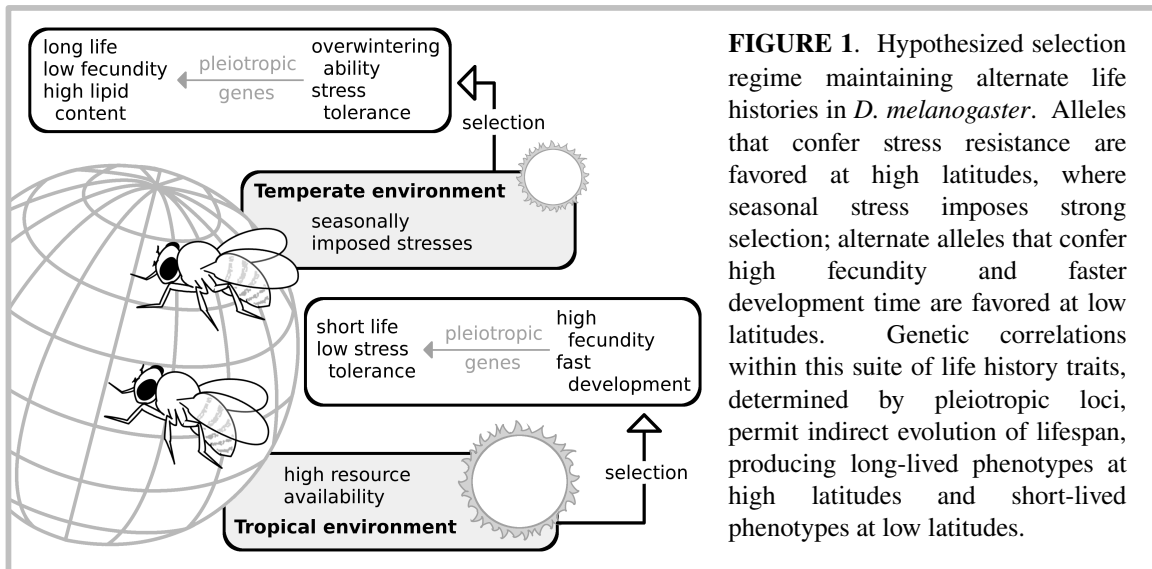 long life
low fecundity
high lipid
content
pleiotropic
genes
overwintering
ability
stress
tolerance
selection
Temperate environment
seasonally
imposed stresses
short life
low stress
tolerance
pleiotropic
genes
high
fecundity
fast
development
selection
high resource
availability
Tropical environment
FIGURE 1. Hypothesized selection
regime maintaining alternate life
histories in D. melanogaster. Alleles
that confer stress resistance are
favored at high latitudes, where
seasonal stress imposes strong
selection; alternate alleles that confer
high fecundity and faster
development time are favored at low
latitudes. Genetic correlations
within this suite of life history traits,
determined by pleiotropic loci,
permit indirect evolution of lifespan,
producing long-lived phenotypes at
high latitudes and short-lived
phenotypes at low latitudes.